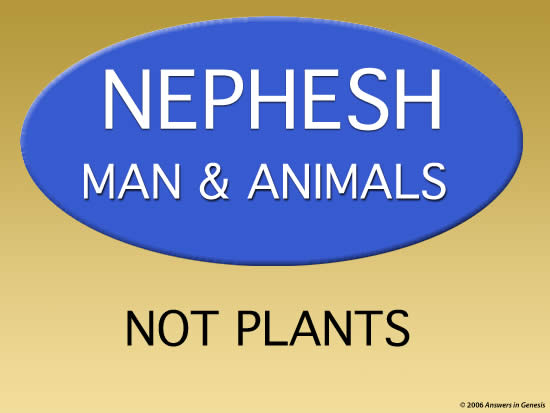 NEPHESH
MAN & ANIMALS
NOT PLANTS
© 2006 Answers in Genesis